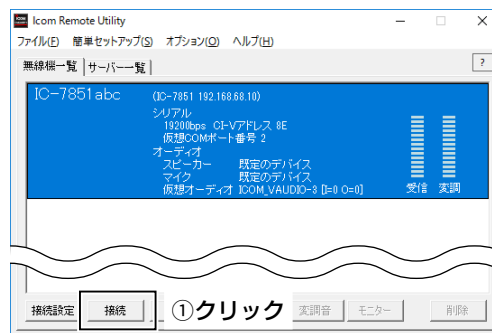 Icom Remote Utility
ファイル(F) 簡単セットアップ(S) オプション(O) ヘルプ(H)
無線機一覧 サーバー一覧 ?
IC-7851abc (IC-7851 192.168.68.10)
シリアル
19200bps CI-Vアドレス 8E
仮想COMポート番号 2
オーディオ
スピーカー 既定のデバイス
マイク 既定のデバイス
仮想オーディオ ICOM_VAUDIO-3 [I=0 O=0] 受信 変調
接続設定 接続 ①クリック 変調音 モニター 削除